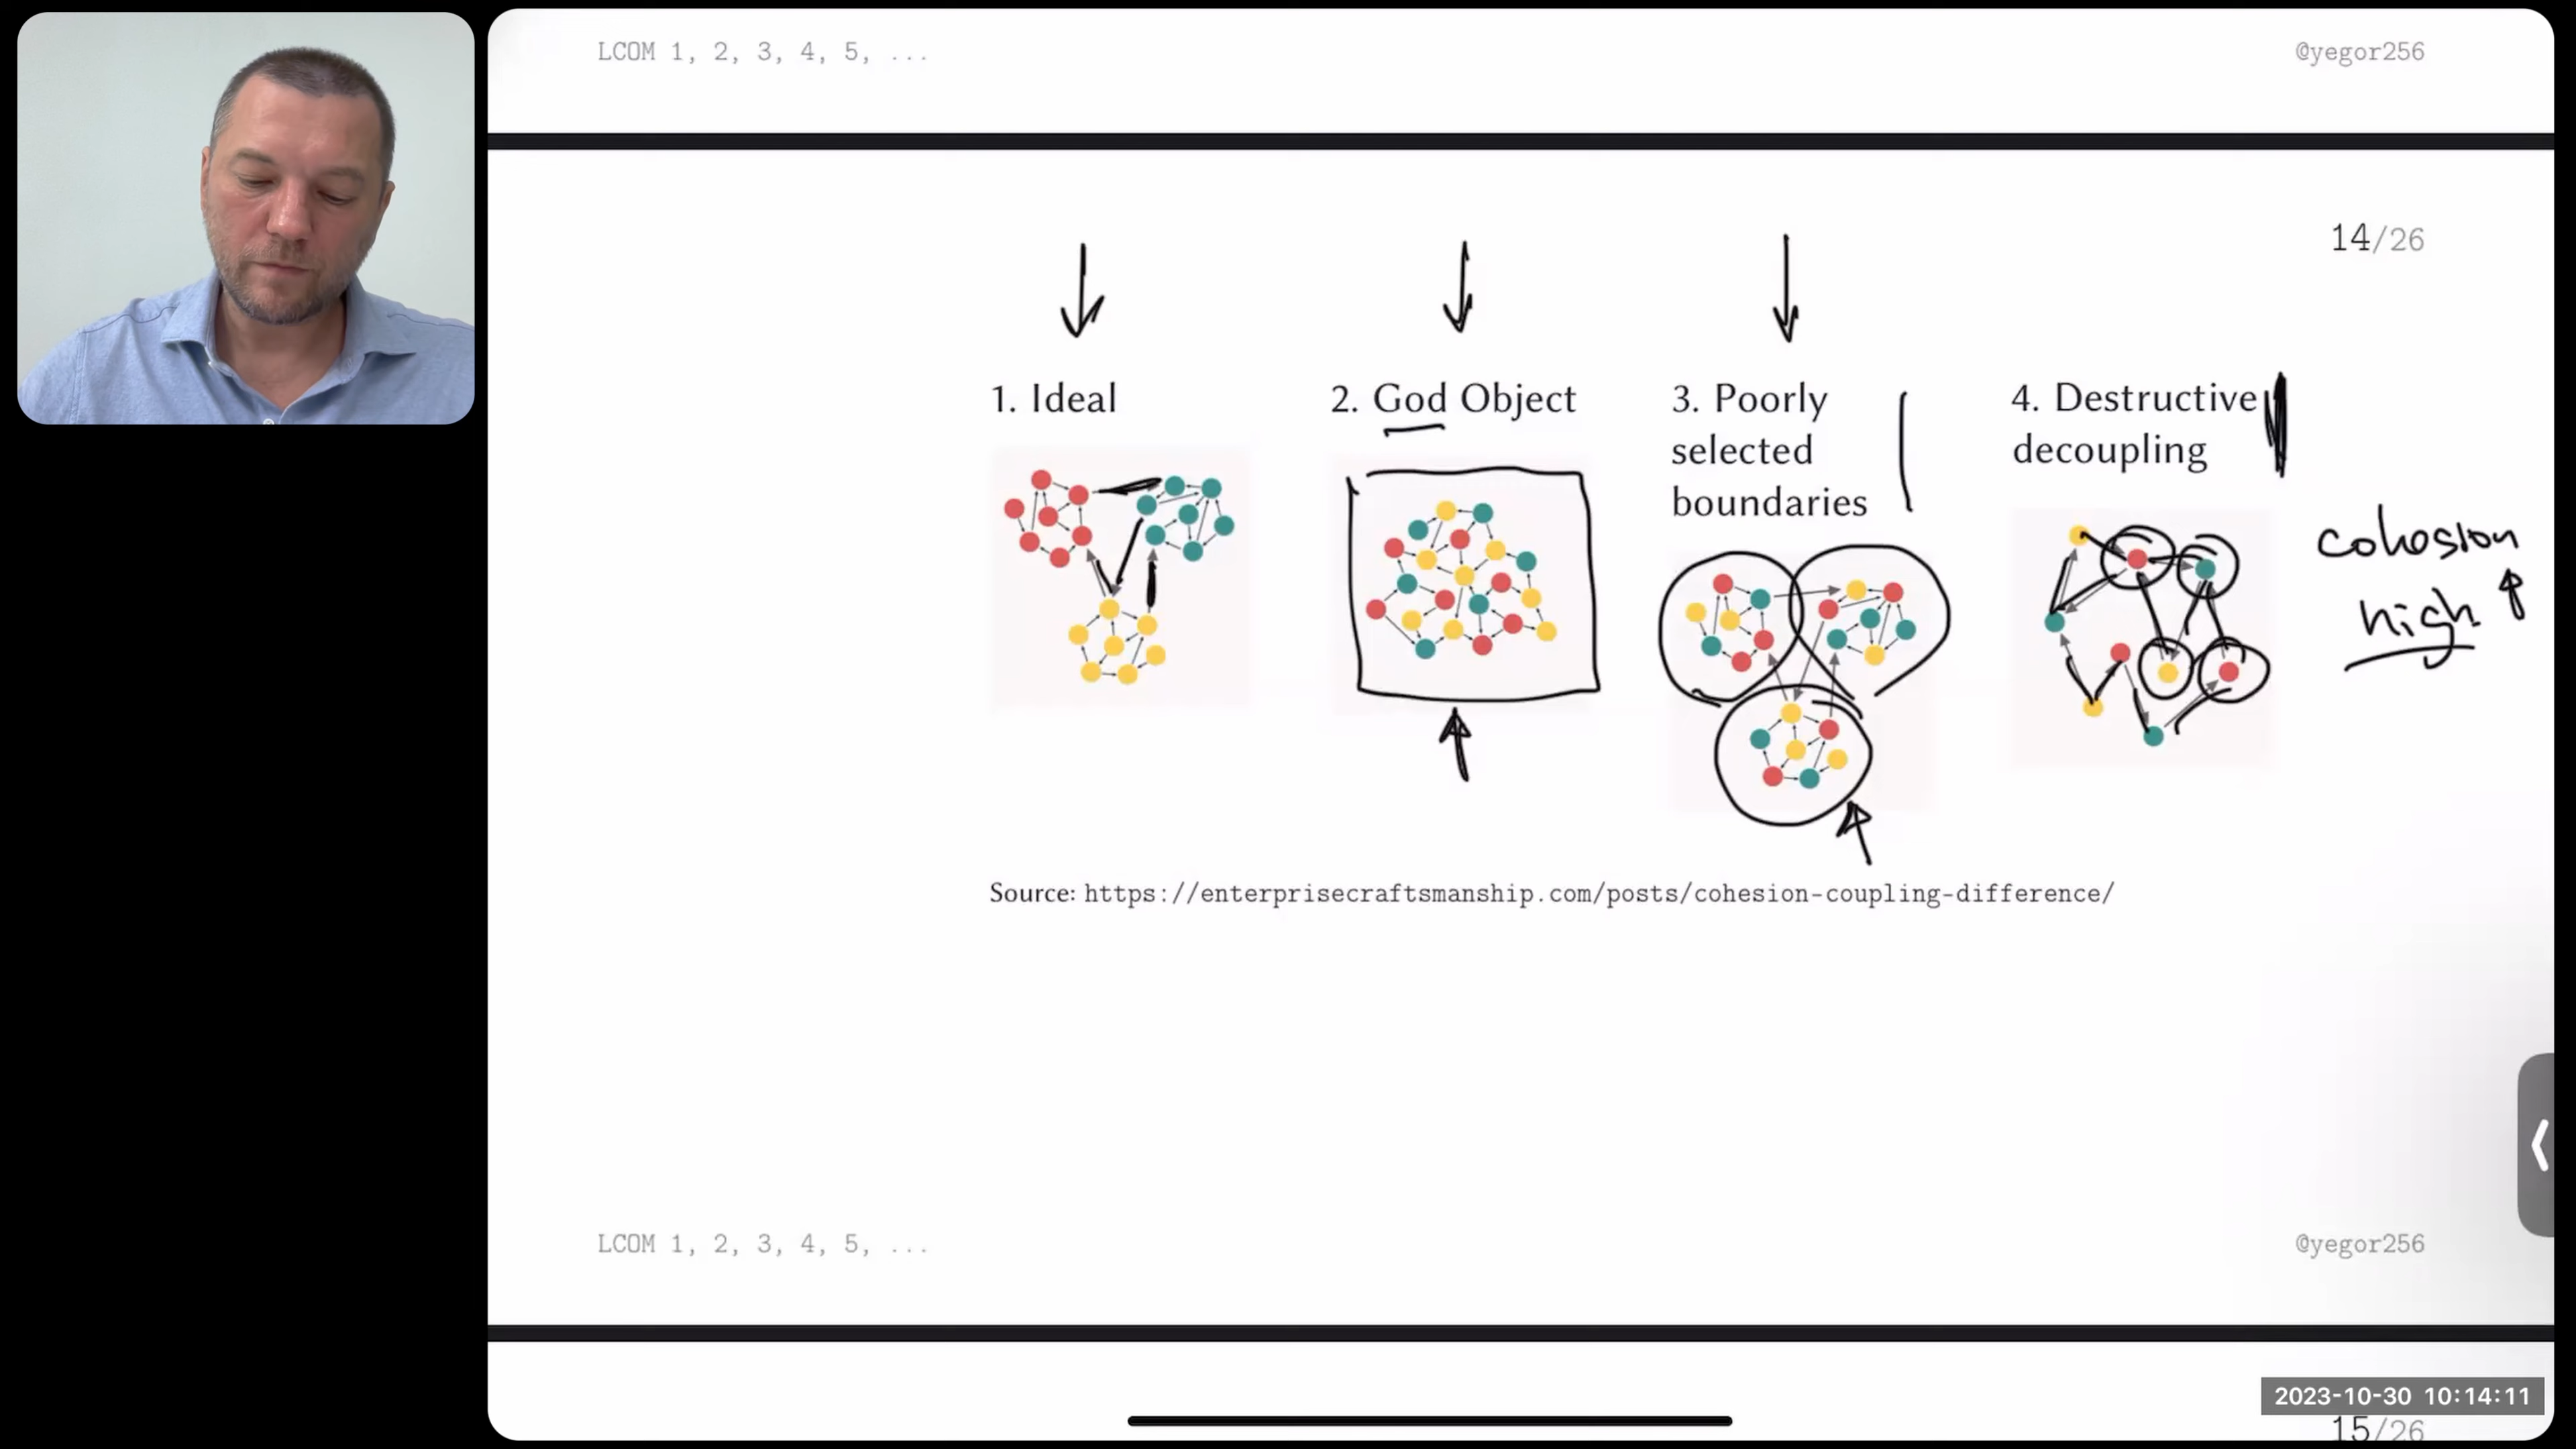 LCOM 1, 2, 3, 4, 5, ...
@yegor256
14/26
1. Ideal
2. God Object
3. Poorly
selected
boundaries
4. Destructive
decoupling
cohesion
high
Source: https://enterprisecraftsmanship.com/posts/cohesion-coupling-difference/
LCOM 1, 2, 3, 4, 5, ...
@yegor256
2023-10-30 10:14:11
15/26